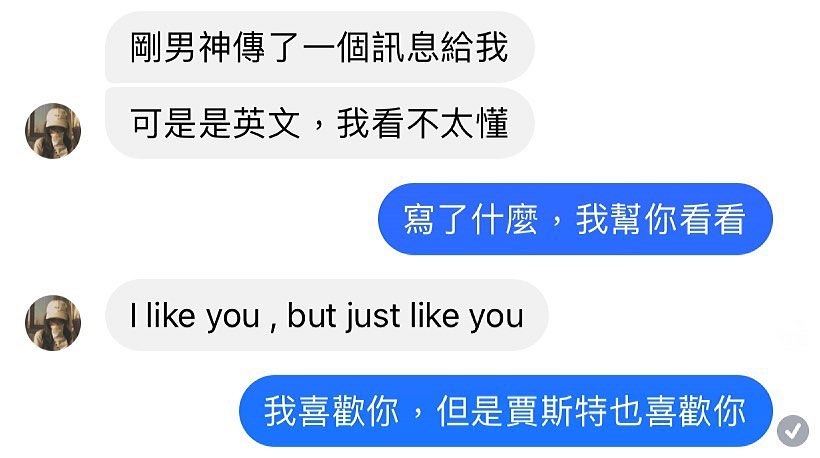 剛男神傳了一個訊息給我
可是是英文，我看不太懂
寫了什麼，我幫你看看
I like you , but just like you
我喜歡你，但是賈斯特也喜歡你